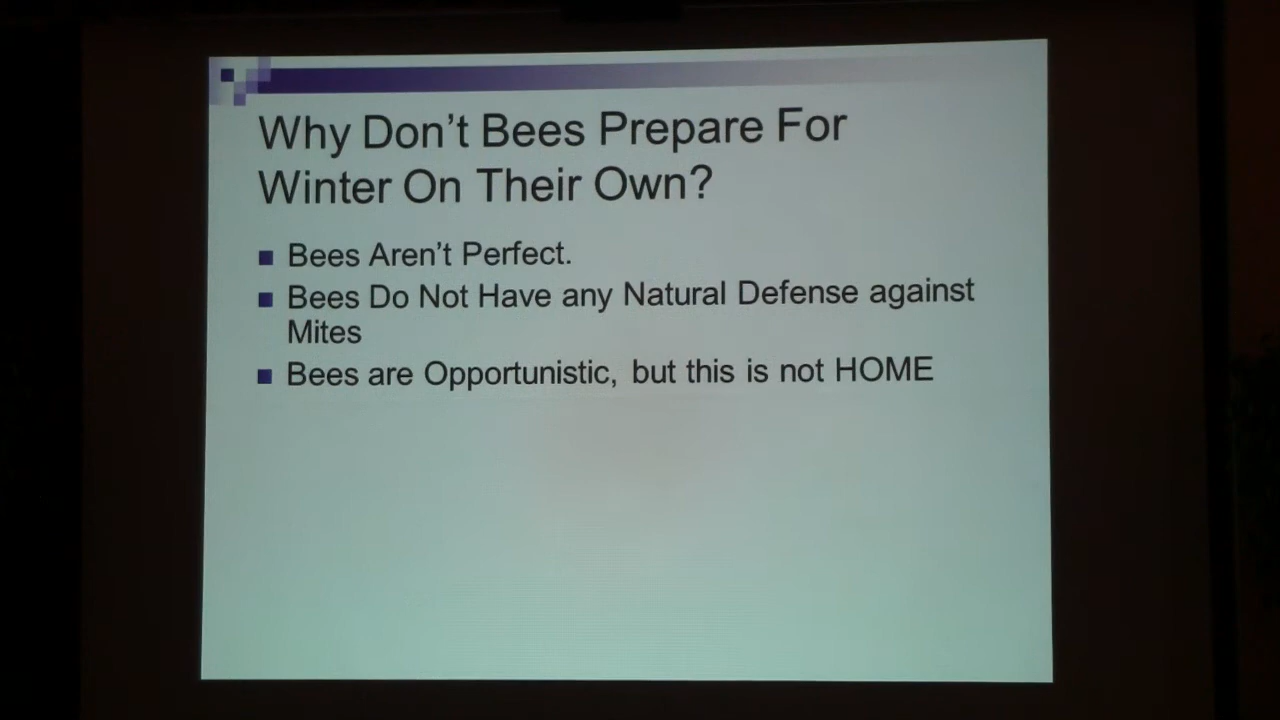 Why Don't Bees Prepare For
Winter On Their Own?
Bees Aren't Perfect.
Bees Do Not Have any Natural Defense against
Mites
Bees are Opportunistic, but this is not HOME